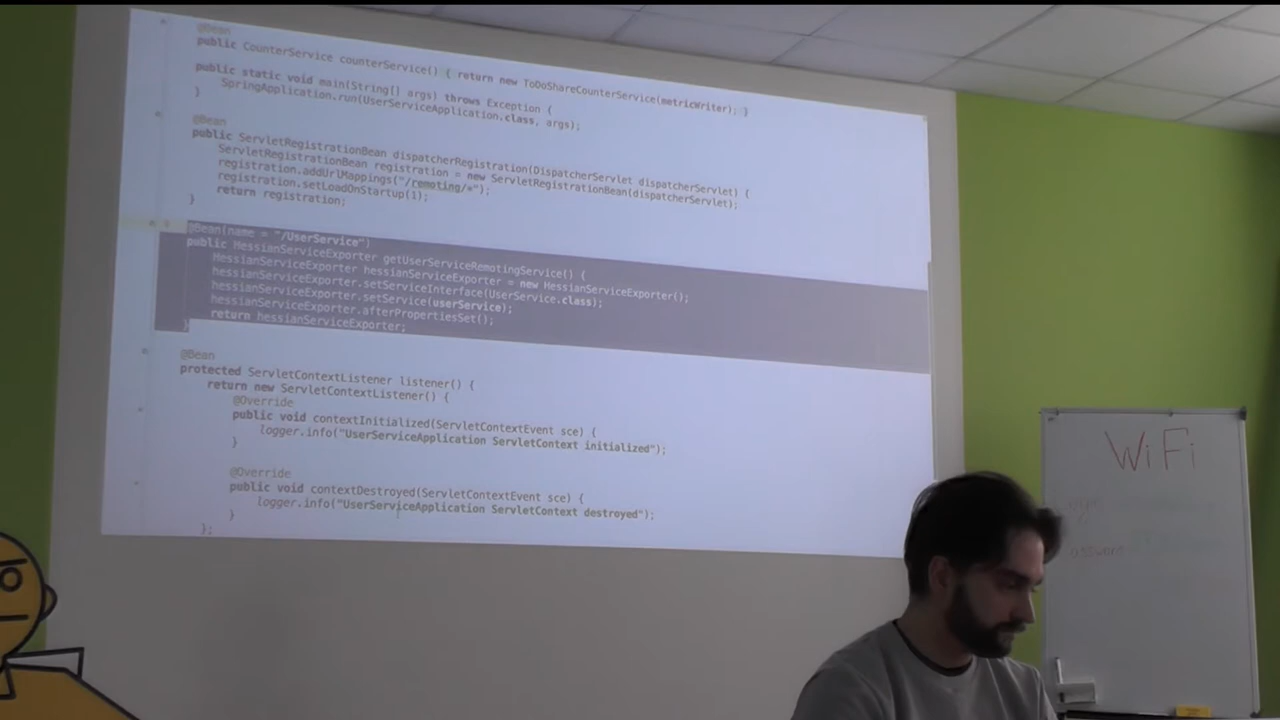 @Bean
public CounterService counterService() { return new ToDoShareCounterService(metricWriter); }
public static void main(String[] args) throws Exception {
SpringApplication.run(UserServiceApplication.class, args);
}
@Bean
public ServletRegistrationBean dispatcherRegistration(DispatcherServlet dispatcherServlet) {
ServletRegistrationBean registration = new ServletRegistrationBean(dispatcherServlet);
registration.addUrlMappings("/remoting/*");
registration.setLoadOnStartup(1);
return registration;
}
@Bean(name = "/UserService")
public HessianServiceExporter getUserServiceRemotingService() {
HessianServiceExporter hessianServiceExporter = new HessianServiceExporter();
hessianServiceExporter.setServiceInterface(UserService.class);
hessianServiceExporter.setService(userService);
hessianServiceExporter.afterPropertiesSet();
return hessianServiceExporter;
}
@Bean
protected ServletContextListener listener() {
return new ServletContextListener() {
@Override
public void contextInitialized(ServletContextEvent sce) {
logger.info("UserServiceApplication ServletContext initialized");
}
@Override
public void contextDestroyed(ServletContextEvent sce) {
logger.info("UserServiceApplication ServletContext destroyed");
}
};
WiFi